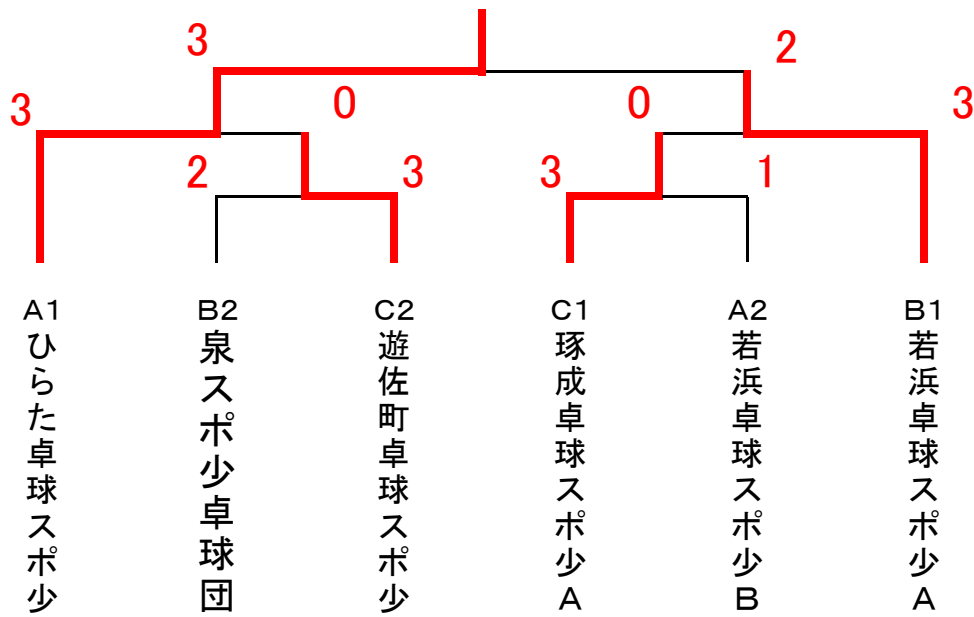 3
2
3
0
0
3
2
3
3
1
A1
ひらた卓球スポ少
B2
泉スポ少卓球団
C2
遊佐町卓球スポ少
C1
琢成卓球スポ少A
A2
若浜卓球スポ少B
B1
若浜卓球スポ少A